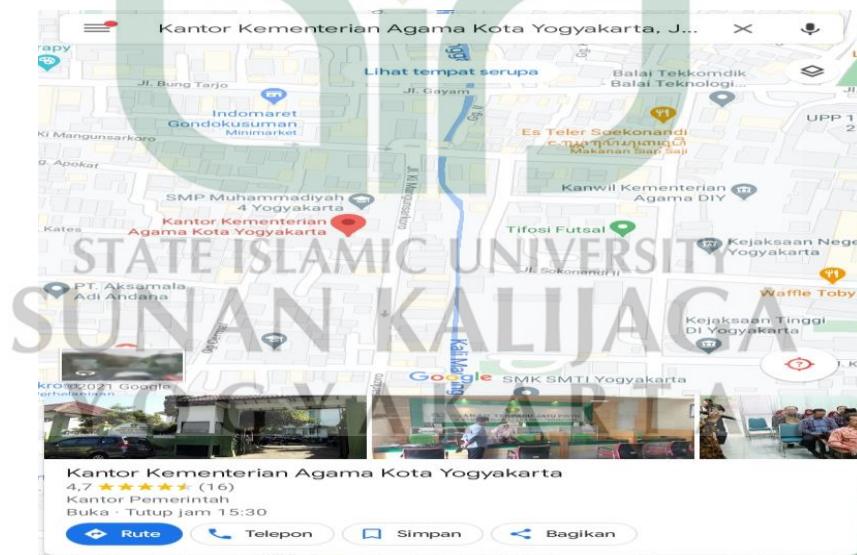 Kantor Kementerian Agama Kota Yogyakarta, J...
rapy
Lihat tempat serupa
Balai Tekkomdik
Balai Teknologi...
Jl. Bung Tarjo
Jl. Gayam
Indomaret
Gondokusuman
Minimarket
UPP 1
2
Es Teler Soekonandi
Makanan Siap Saji
Ki Mangunsarkoro
g. Apokat
Jl. Ki Mangunsarkoro
SMP Muhammadiyah
4 Yogyakarta
Kanwil Kementerian
Agama DIY
Kantor Kementerian
Agama Kota Yogyakarta
Kates
Tifosi Futsal
Kejaksaan Nege
Yogyakarta
STATE ISLAMIC UNIVERSITY
PT. Aksamala
Adi Andana
Waffle Toby
SUNAN KALIJAGA
Kejaksaan Tinggi
DI Yogyakarta
©2021 Google
Google
SMK SMTI Yogyakarta
YOGYAKARTA
Kantor Kementerian Agama Kota Yogyakarta
4,7 (16)
Kantor Pemerintah
Buka · Tutup jam 15:30
Rute
Telepon
Simpan
Bagikan